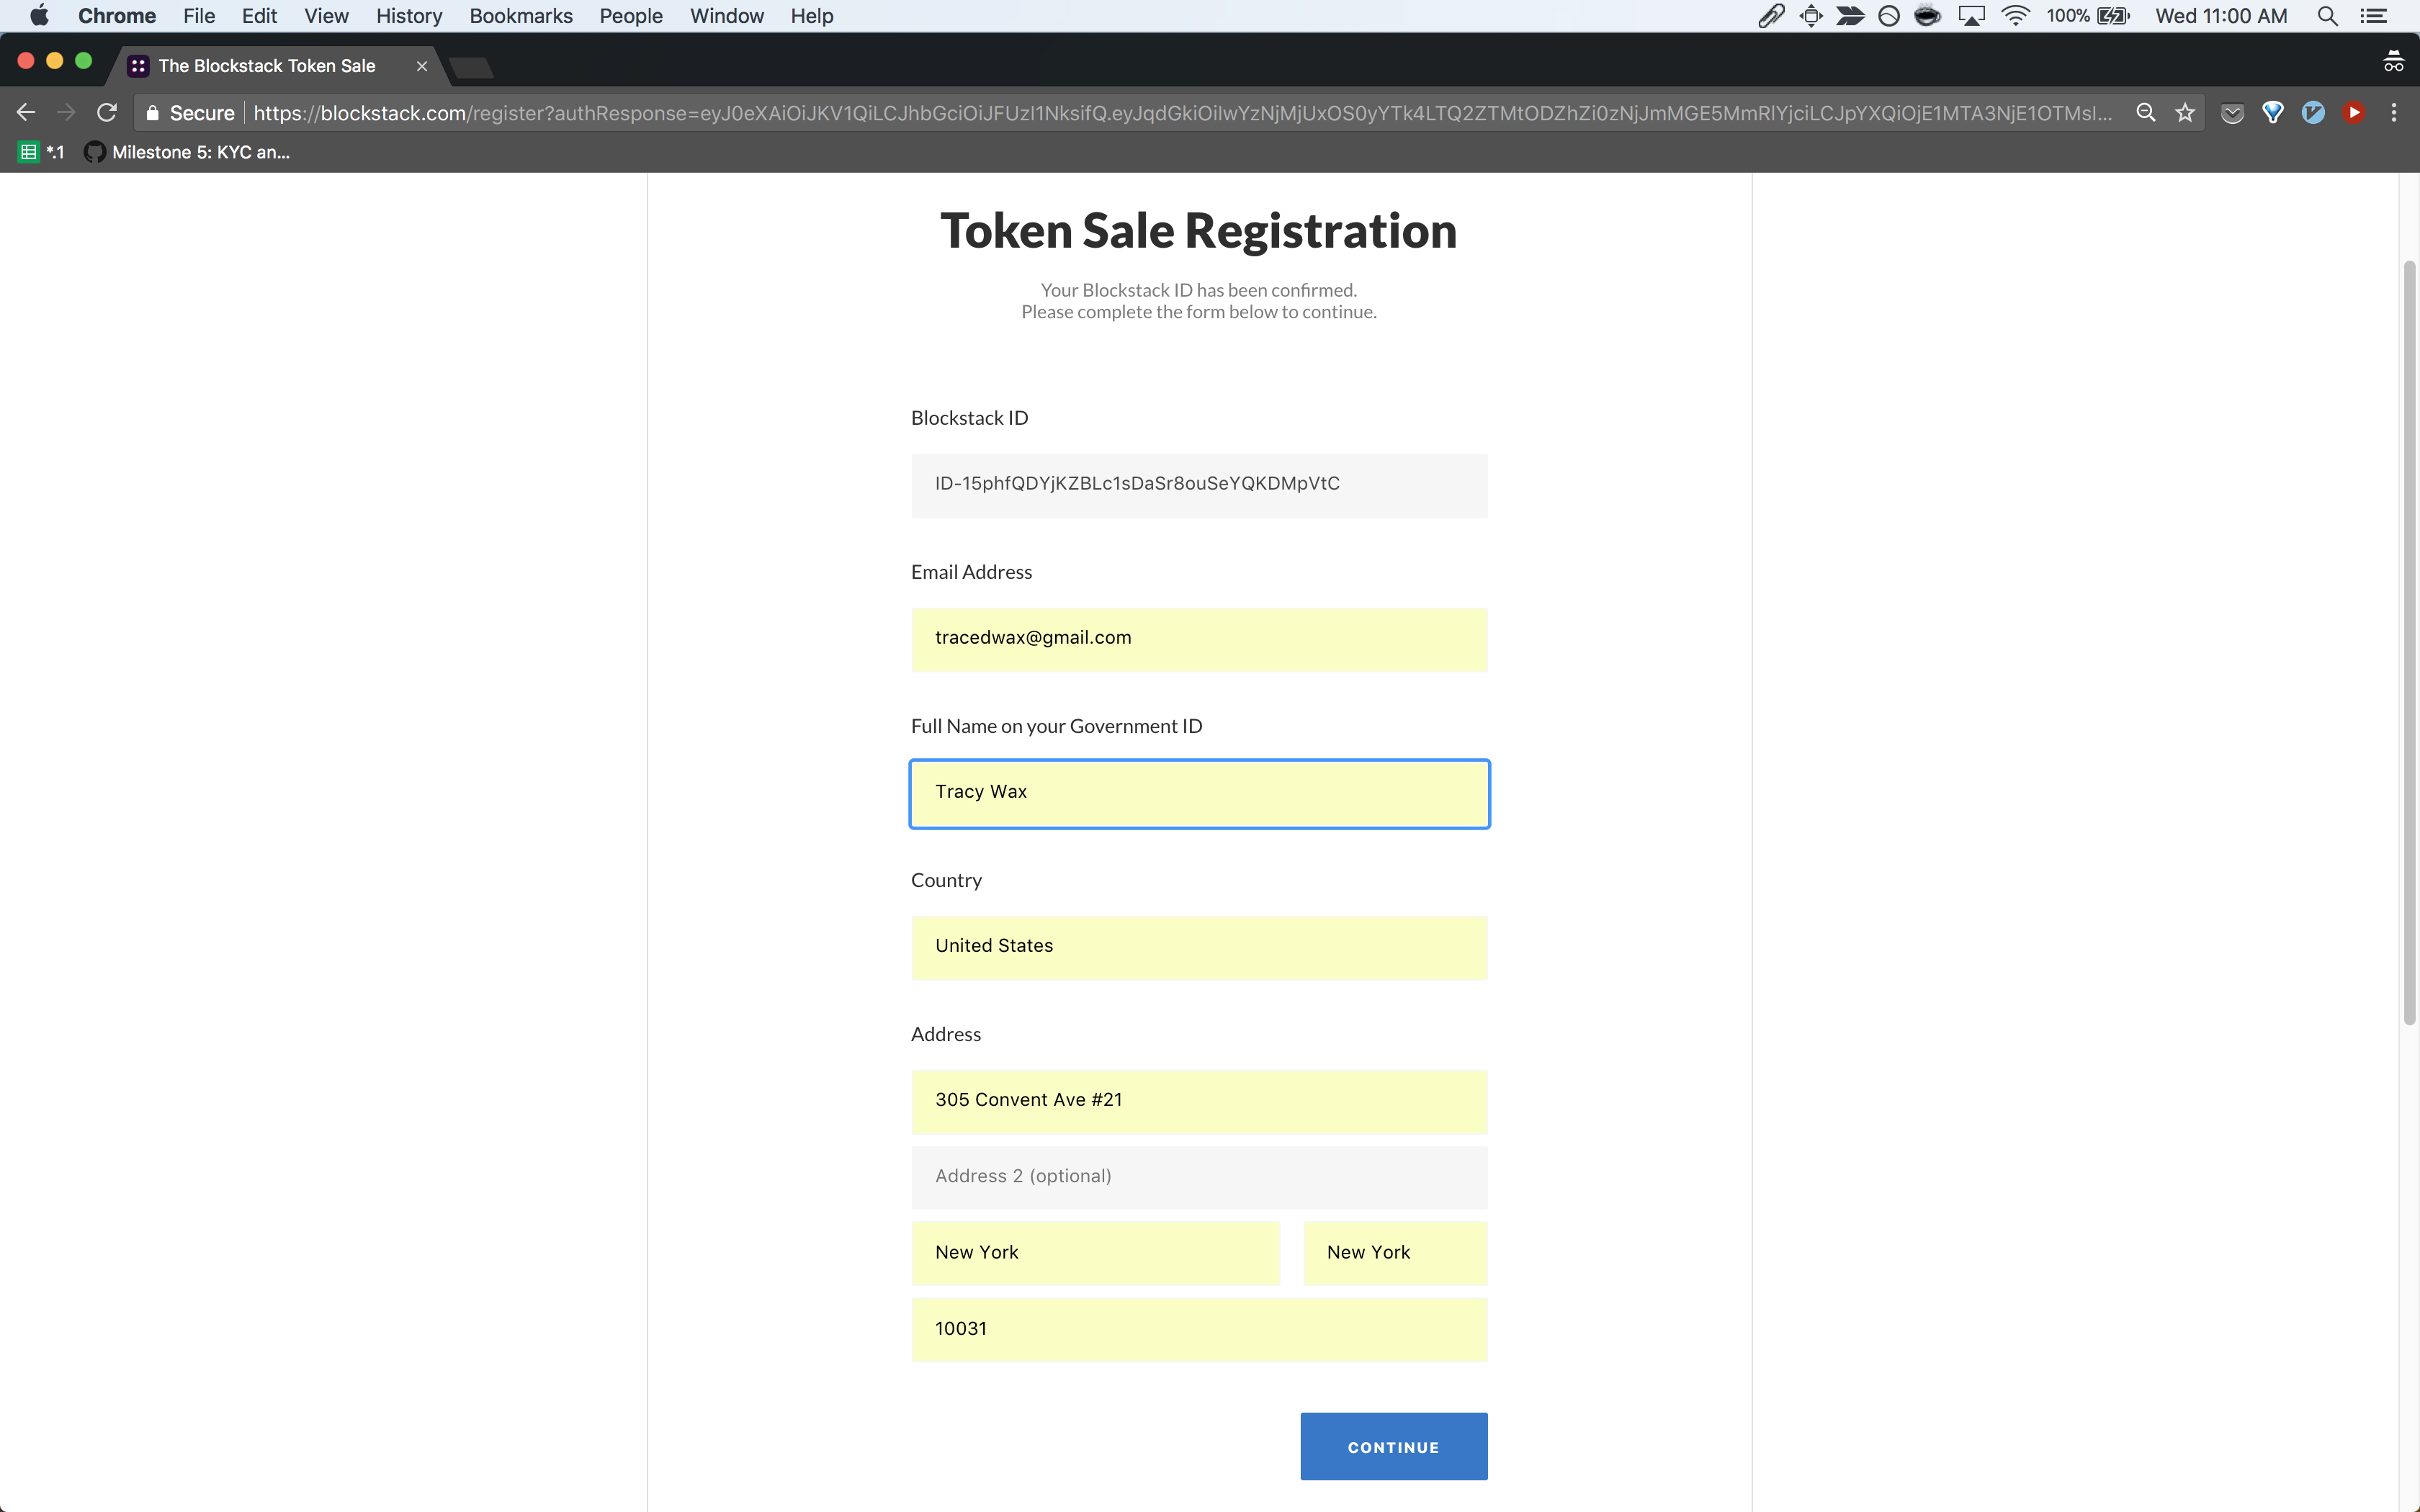 Chrome File Edit View History Bookmarks People Window Help 100% Wed 11:00 AM
The Blockstack Token Sale
Secure https://blockstack.com/register?authResponse=
*.1 Milestone 5: KYC an...
Token Sale Registration
Your Blockstack ID has been confirmed.
Please complete the form below to continue.
Blockstack ID
ID-15phfQDYjKZBLc1sDaSr8ouSeYQKDMpVtC
Email Address
tracedwax@gmail.com
Full Name on your Government ID
Tracy Wax
Country
United States
Address
305 Convent Ave #21
Address 2 (optional)
New York New York
10031
CONTINUE